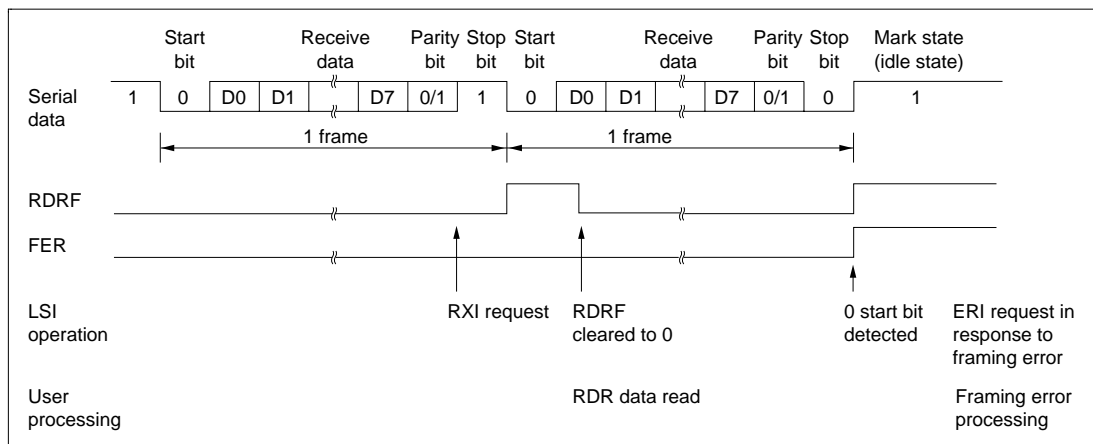 Start bit
Receive data
Parity bit
Stop bit
Start bit
Receive data
Parity bit
Stop bit
Mark state (idle state)
Serial data
1 0 D0 D1 D7 0/1 1 0 D0 D1 D7 0/1 0 1
1 frame 1 frame
RDRF
FER
LSI operation
RXI request
RDRF cleared to 0
0 start bit detected
ERI request in response to framing error
User processing
RDR data read
Framing error processing